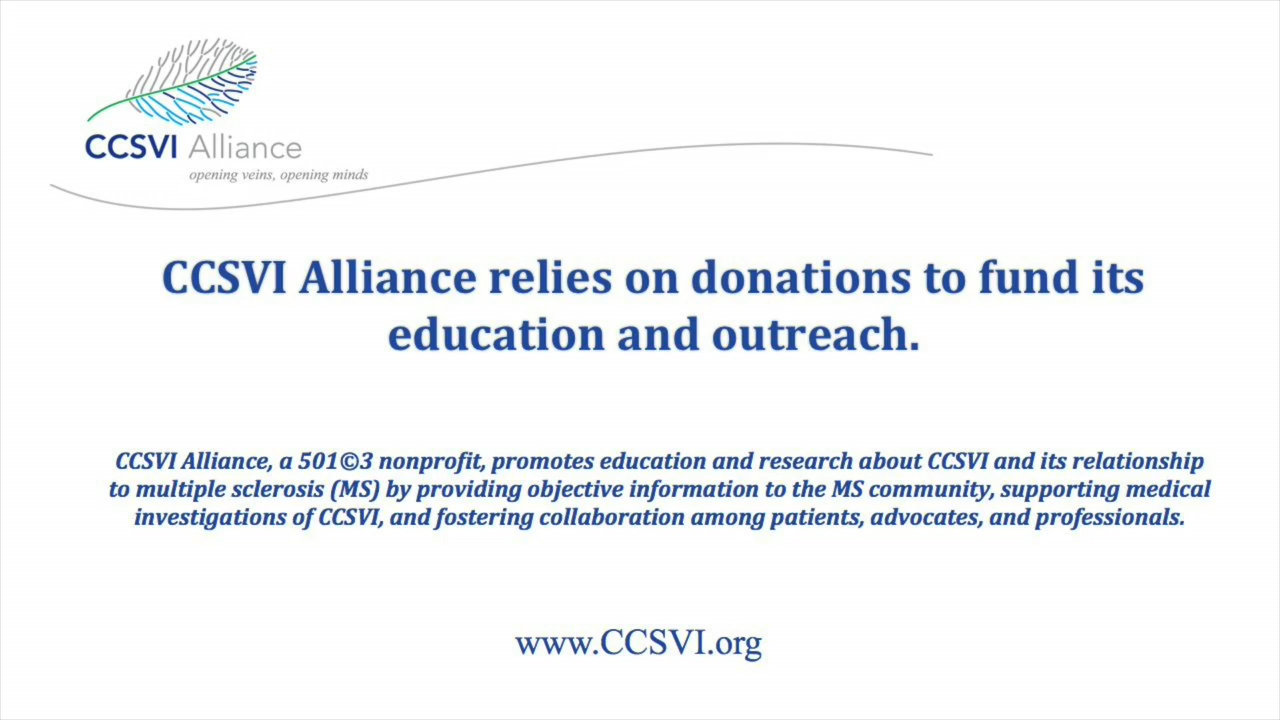 CCSVI Alliance
opening veins, opening minds
CCSVI Alliance relies on donations to fund its
education and outreach.
CCSVI Alliance, a 501©3 nonprofit, promotes education and research about CCSVI and its relationship
to multiple sclerosis (MS) by providing objective information to the MS community, supporting medical
investigations of CCSVI, and fostering collaboration among patients, advocates, and professionals.
www.CCSVI.org